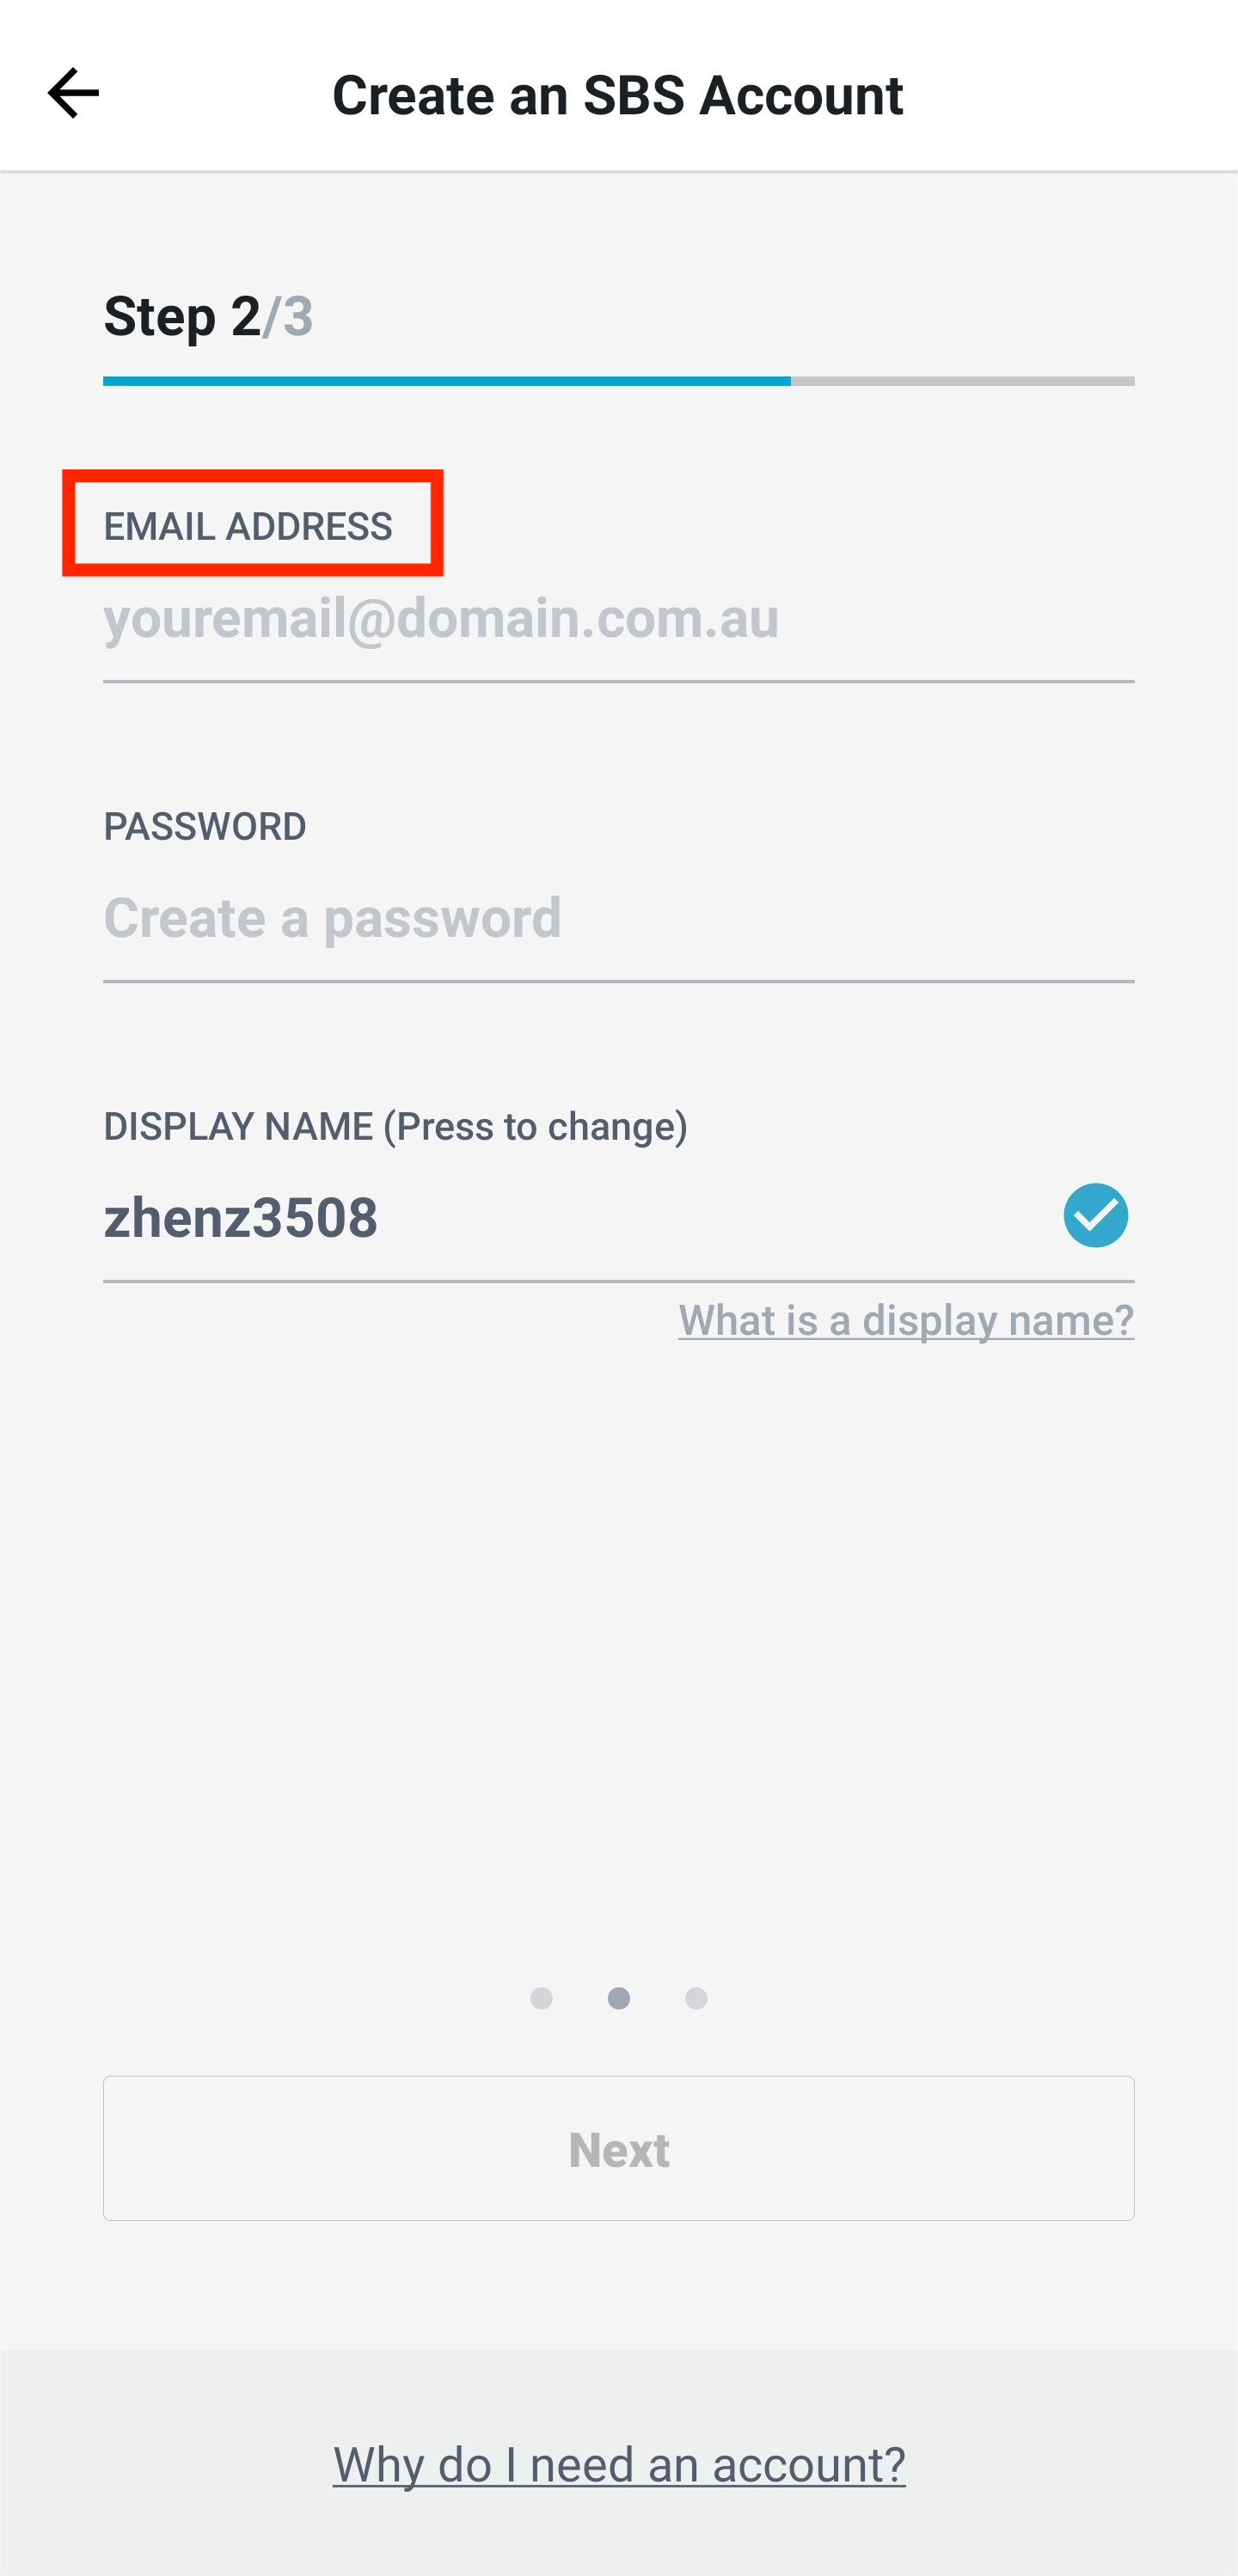 Create an SBS Account
Step 2/3
EMAIL ADDRESS
youremail@domain.com.au
PASSWORD
Create a password
DISPLAY NAME (Press to change)
zhenz3508
What is a display name?
Next
Why do I need an account?